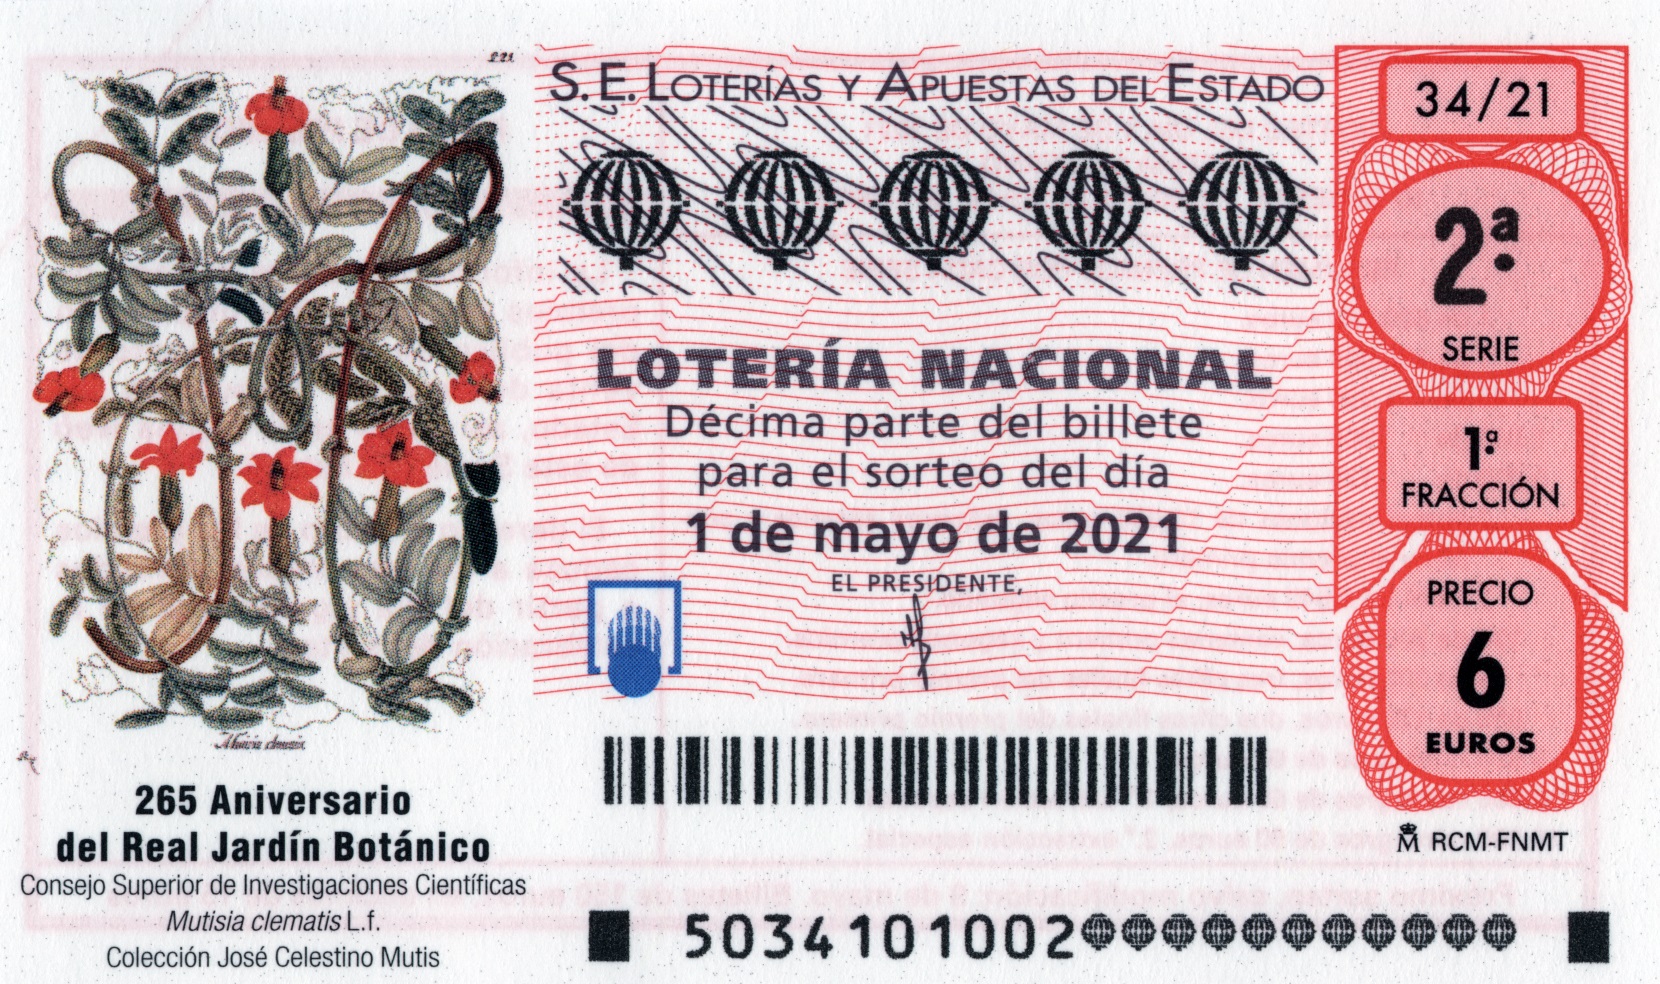 221.
S. E. LOTERÍAS Y APUESTAS DEL ESTADO
34/21
2ª
SERIE
LOTERÍA NACIONAL
Décima parte del billete
para el sorteo del día
1 de mayo de 2021
EL PRESIDENTE,
1ª
FRACCIÓN
PRECIO
6
EUROS
RCM-FNMT
Mutisia clematis
265 Aniversario
del Real Jardín Botánico
Consejo Superior de Investigaciones Científicas
Mutisia clematis L.f.
Colección José Celestino Mutis
5034101002